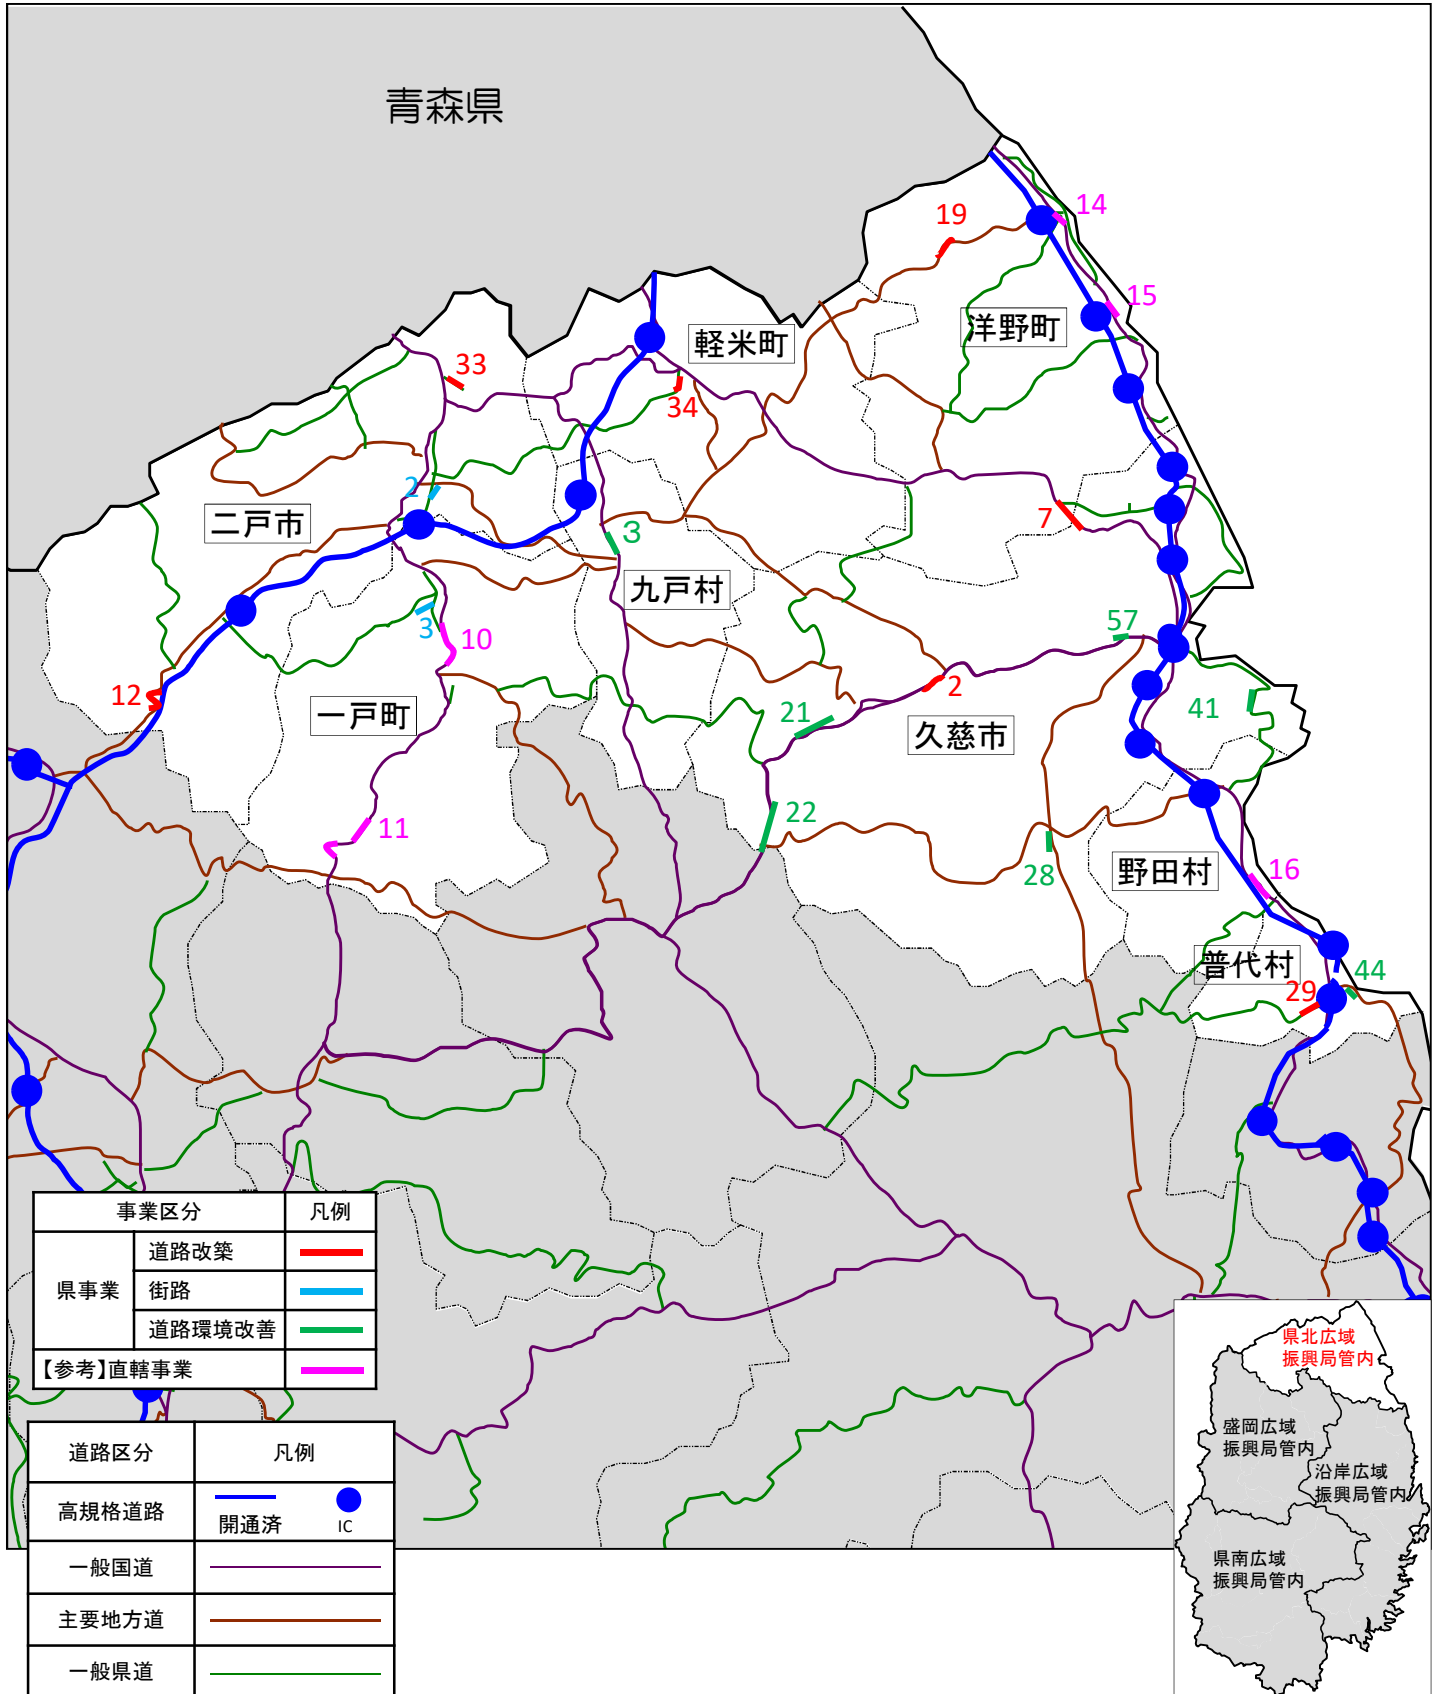 青森県
19
14
15
洋野町
軽米町
33
34
2
二戸市
7
3
九戸村
57
3
10
12
2
41
一戸町
21
久慈市
22
11
28
野田村
16
普代村
44
29
事業区分 凡例
県事業 道路改築
街路
道路環境改善
【参考】直轄事業
道路区分 凡例
高規格道路 開通済 IC
一般国道
主要地方道
一般県道
県北広域
振興局管内
盛岡広域
振興局管内
沿岸広域
振興局管内
県南広域
振興局管内